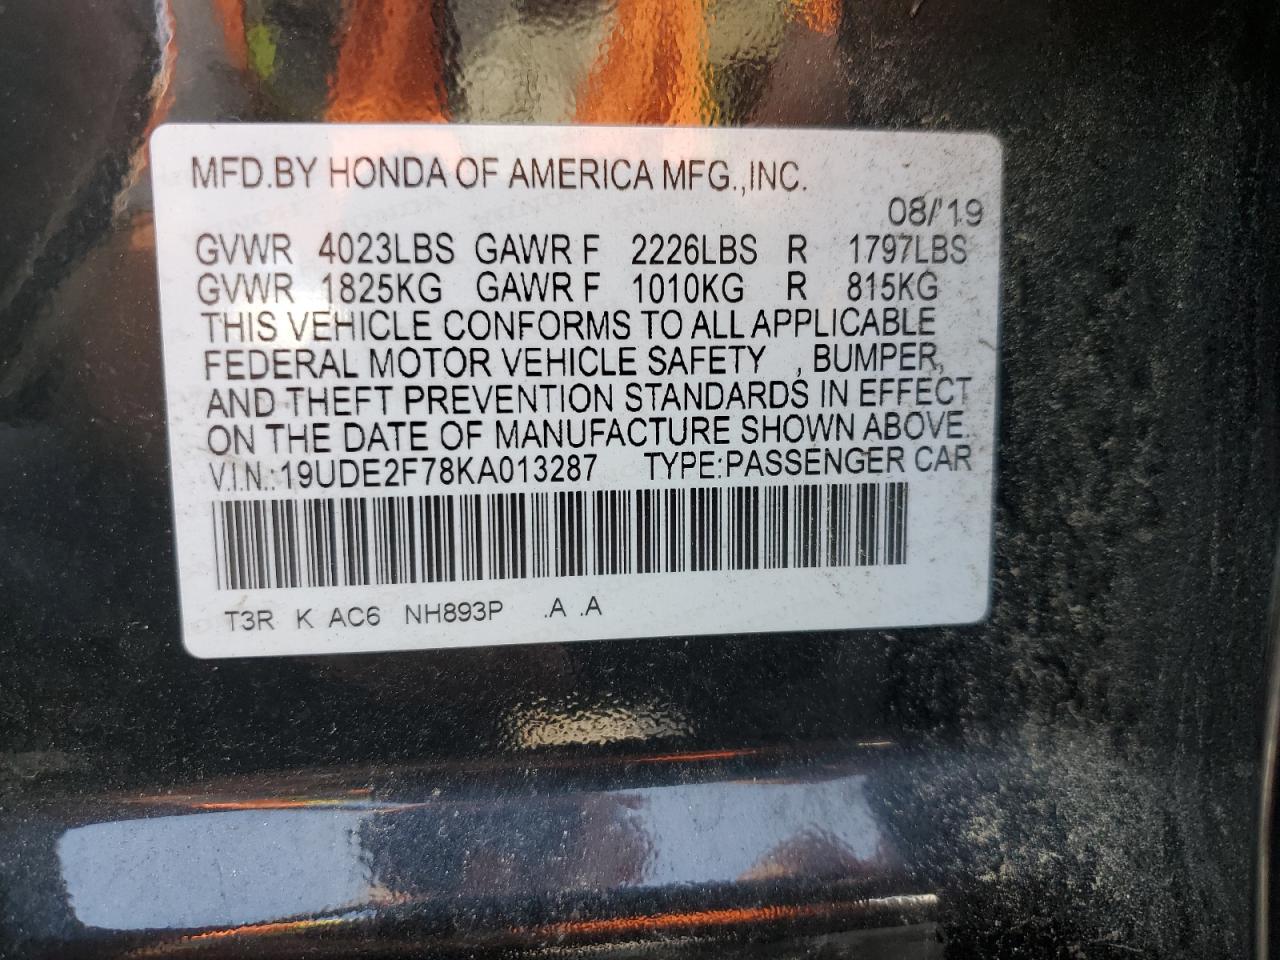 MFD.BY HONDA OF AMERICA MFG.,INC.
08/19
GVWR 4023LBS GAWR F 2226LBS R 1797LBS
GVWR 1825KG GAWR F 1010KG R 815KG
THIS VEHICLE CONFORMS TO ALL APPLICABLE
FEDERAL MOTOR VEHICLE SAFETY , BUMPER,
AND THEFT PREVENTION STANDARDS IN EFFECT
ON THE DATE OF MANUFACTURE SHOWN ABOVE.
V.I.N.: 19UDE2F78KA013287 TYPE:PASSENGER CAR
T3R K AC6 NH893P .A .A